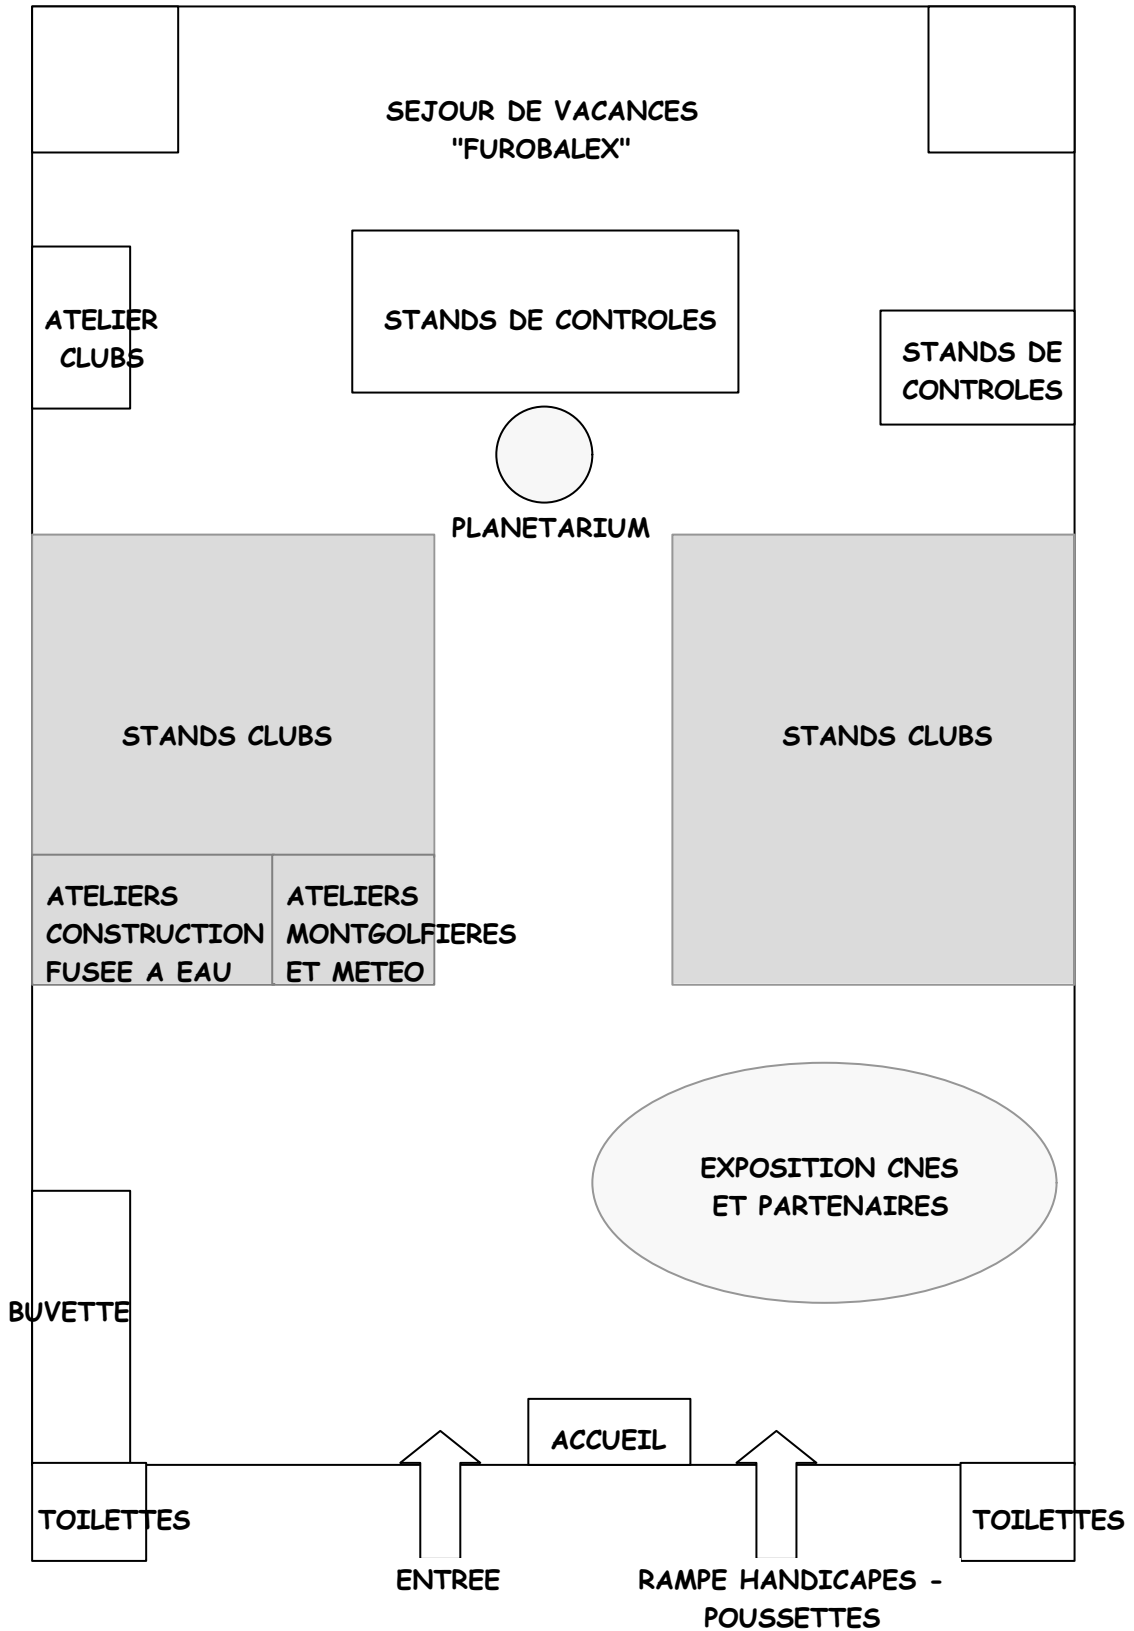 SEJOUR DE VACANCES
"FUROBALEX"
ATELIER
CLUBS
STANDS DE CONTROLES
STANDS DE
CONTROLES
PLANETARIUM
STANDS CLUBS
STANDS CLUBS
ATELIERS
CONSTRUCTION
FUSEE A EAU
ATELIERS
MONTGOLFIERES
ET METEO
EXPOSITION CNES
ET PARTENAIRES
BUVETTE
ACCUEIL
TOILETTES
TOILETTES
ENTREE
RAMPE HANDICAPES -
POUSSETTES